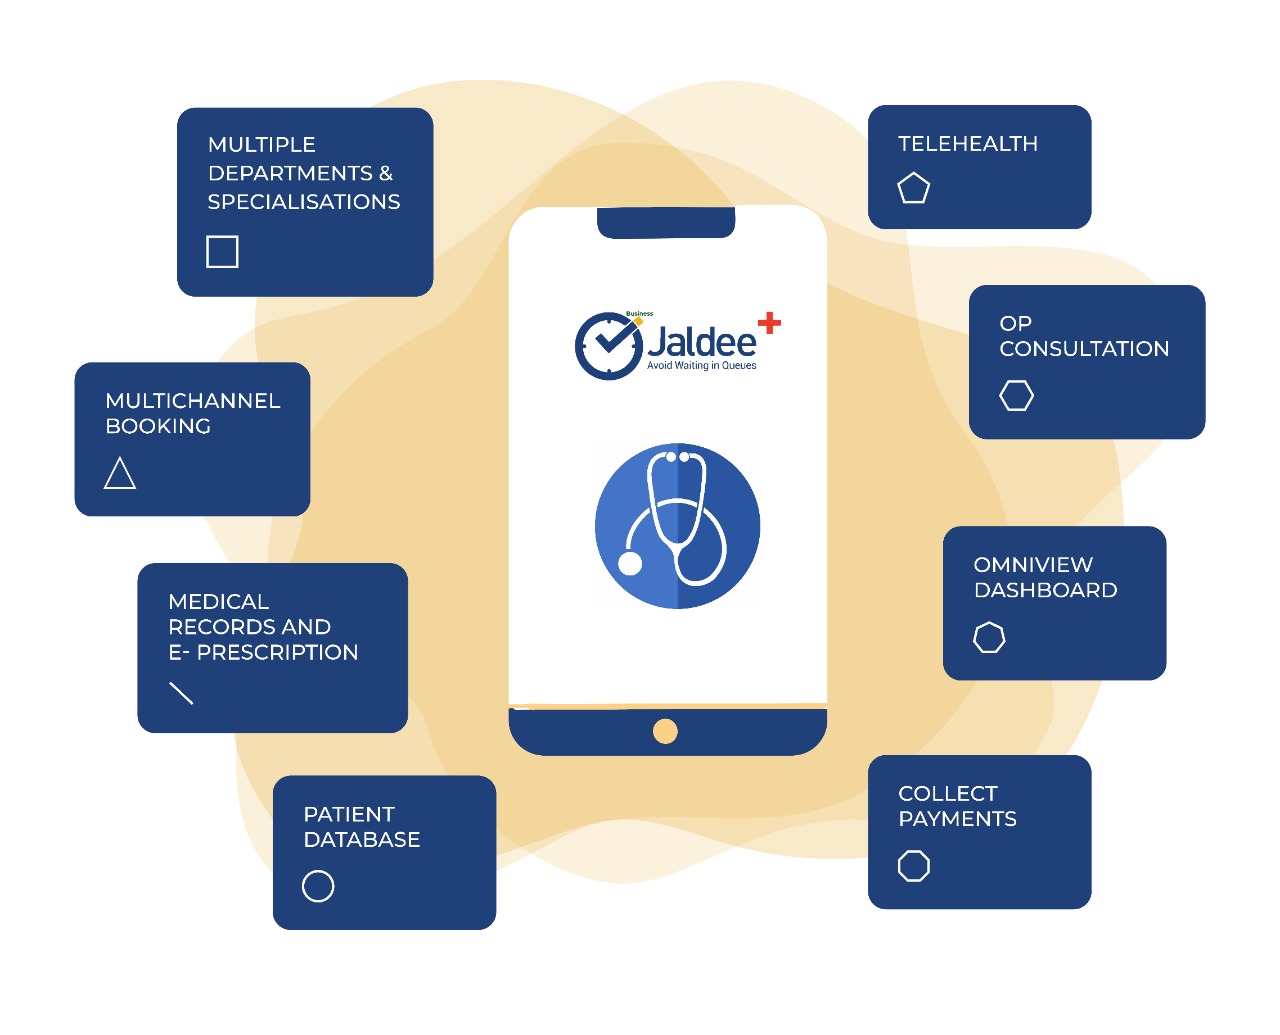 MULTIPLE
DEPARTMENTS &
SPECIALISATIONS
MULTICHANNEL
BOOKING
MEDICAL
RECORDS AND
E- PRESCRIPTION
PATIENT
DATABASE
Business
Jaldee
Avoid Waiting in Queues
TELEHEALTH
OP
CONSULTATION
OMNIVIEW
DASHBOARD
COLLECT
PAYMENTS